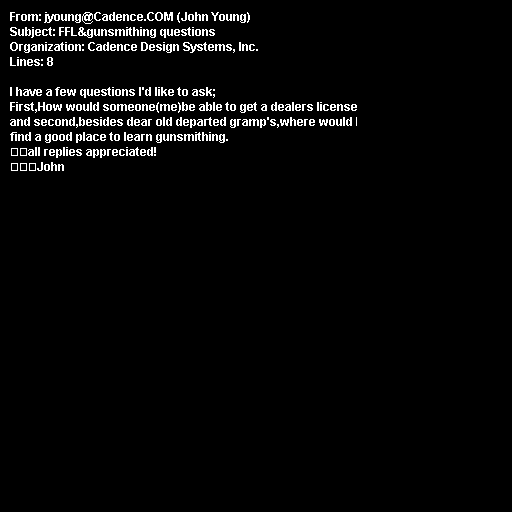 From: jyoung@Cadence.COM (John Young)
Subject: FFL&gunsmithing questions
Organization: Cadence Design Systems, Inc.
Lines: 8

I have a few questions I'd like to ask;
First,How would someone(me)be able to get a dealers license
and second,besides dear old departed gramp's,where would I
find a good place to learn gunsmithing.
□□all replies appreciated!
□□□John